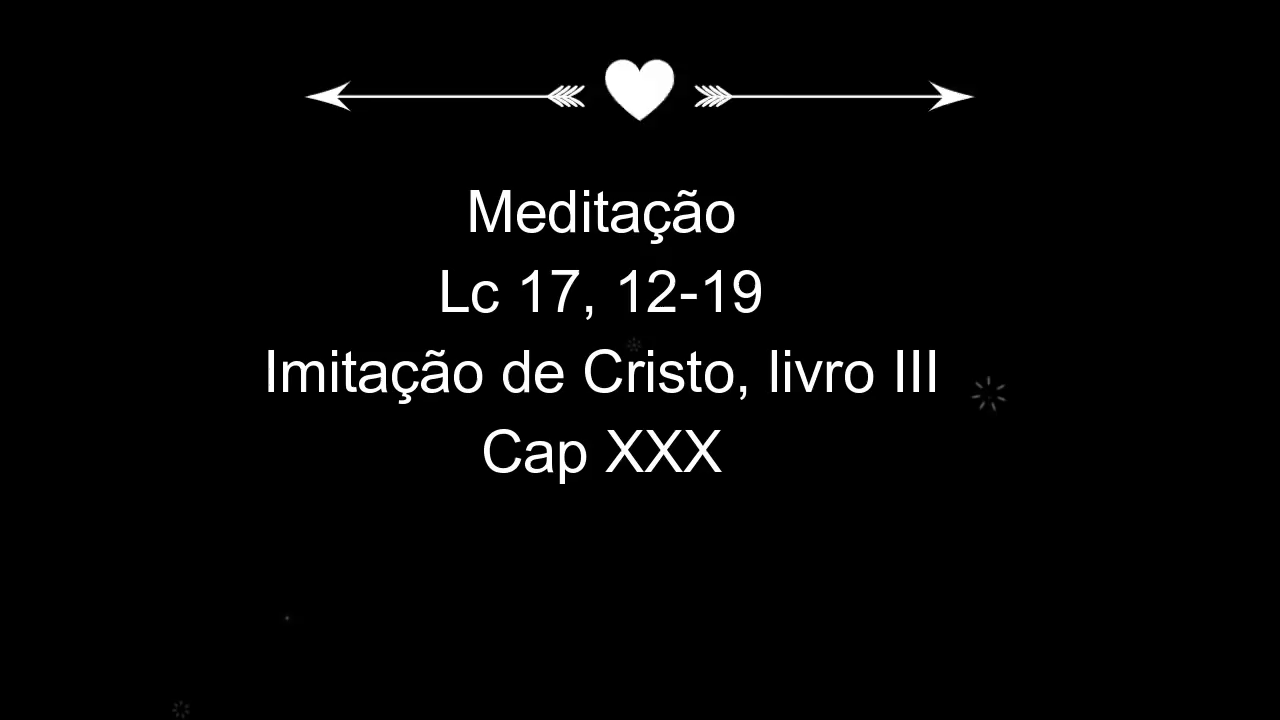 Meditação
Lc 17, 12-19
Imitação de Cristo, livro III
Cap XXX